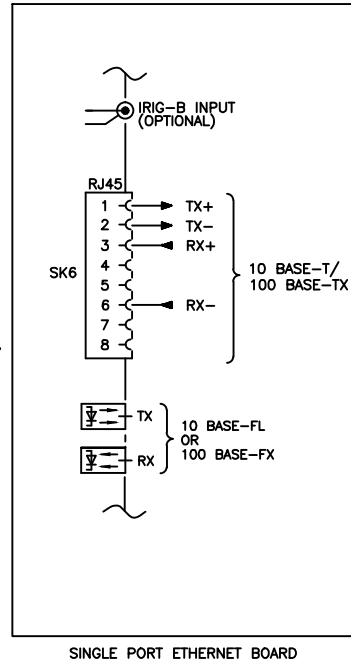 IRIG-B INPUT
(OPTIONAL)
RJ45
SK6
1 TX+
2 TX-
3 RX+
4
5
6 RX-
7
8
10 BASE-T/
100 BASE-TX
TX
RX
10 BASE-FL
OR
100 BASE-FX
SINGLE PORT ETHERNET BOARD